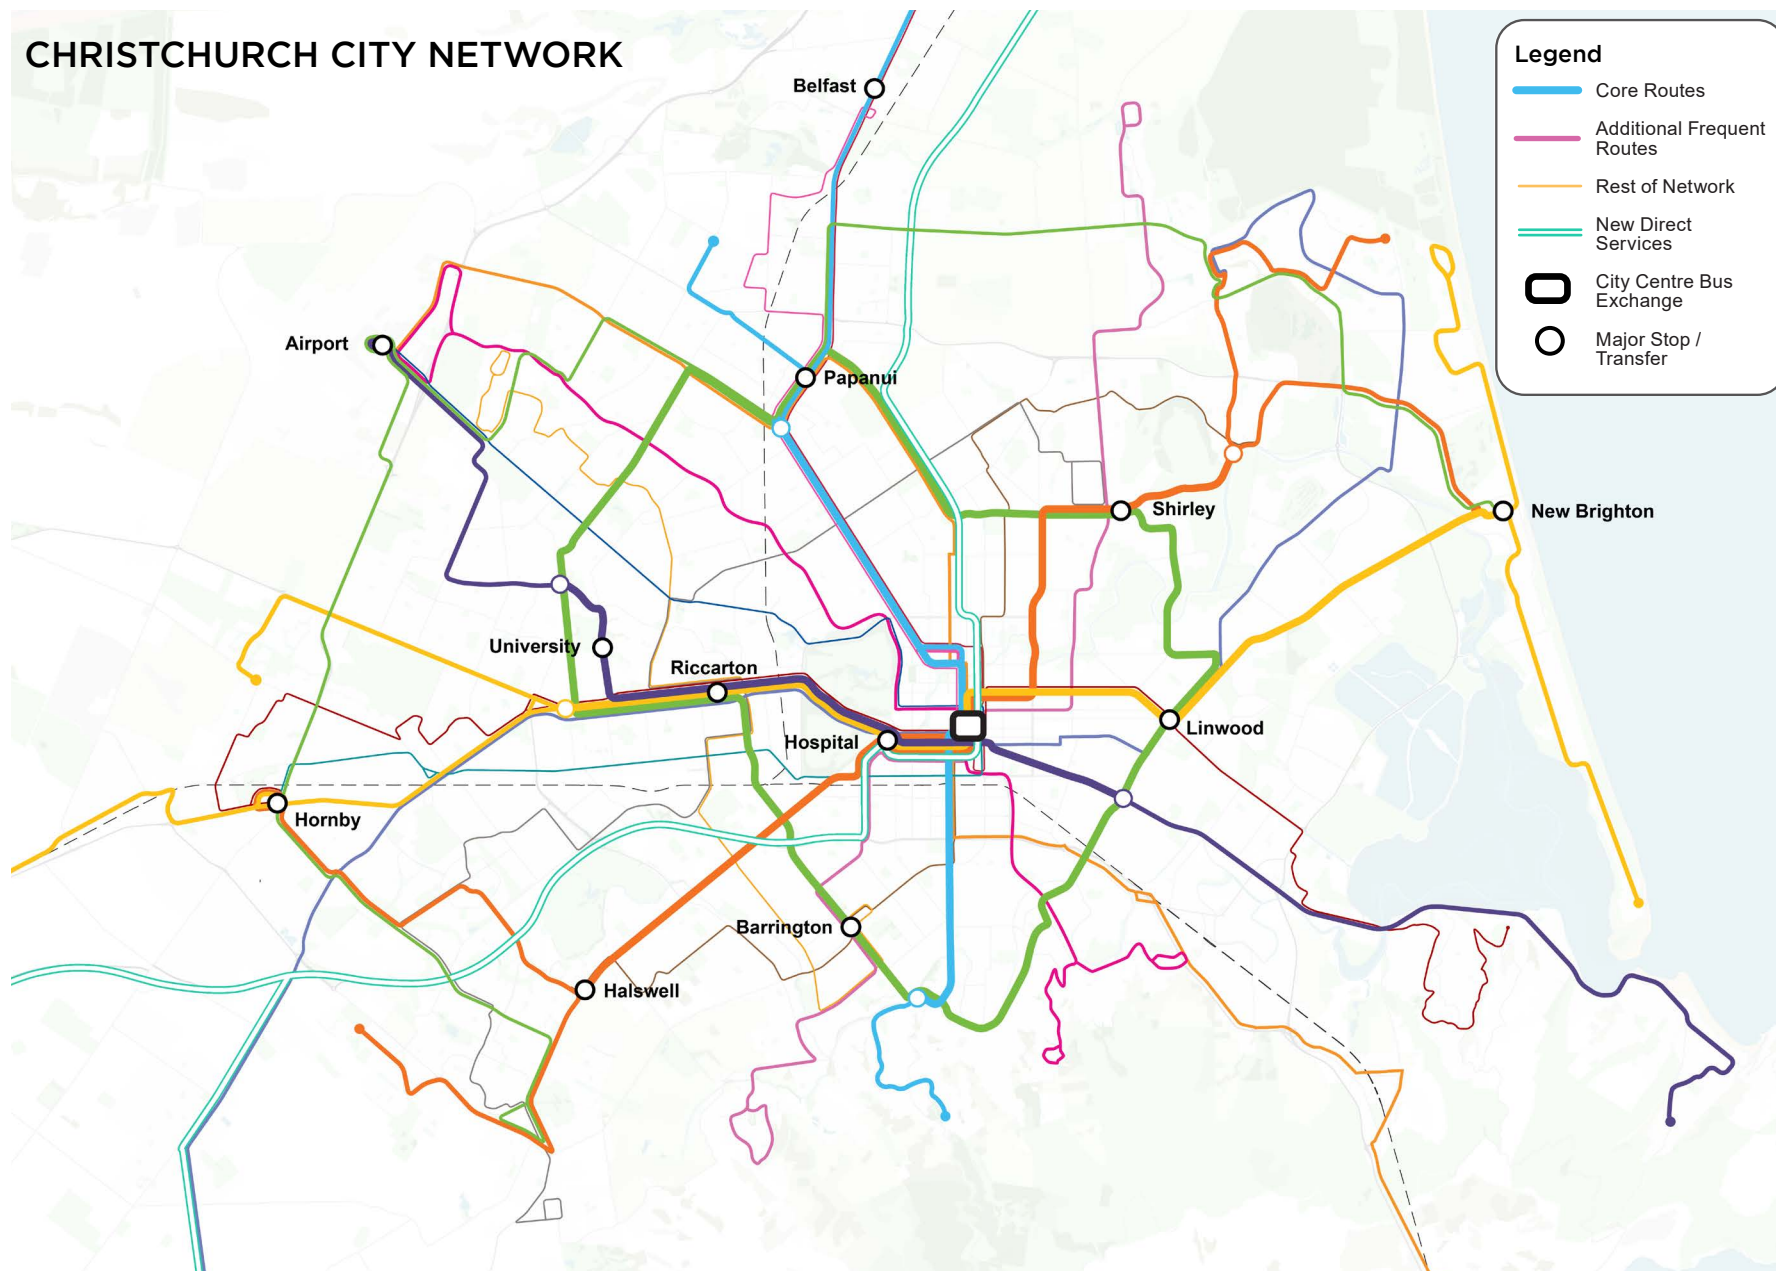 CHRISTCHURCH CITY NETWORK
Legend
Core Routes
Additional Frequent
Routes
Rest of Network
New Direct
Services
City Centre Bus
Exchange
Major Stop /
Transfer
Belfast
Airport
Papanui
Shirley
New Brighton
University
Riccarton
Hospital
Linwood
Hornby
Barrington
Halswell